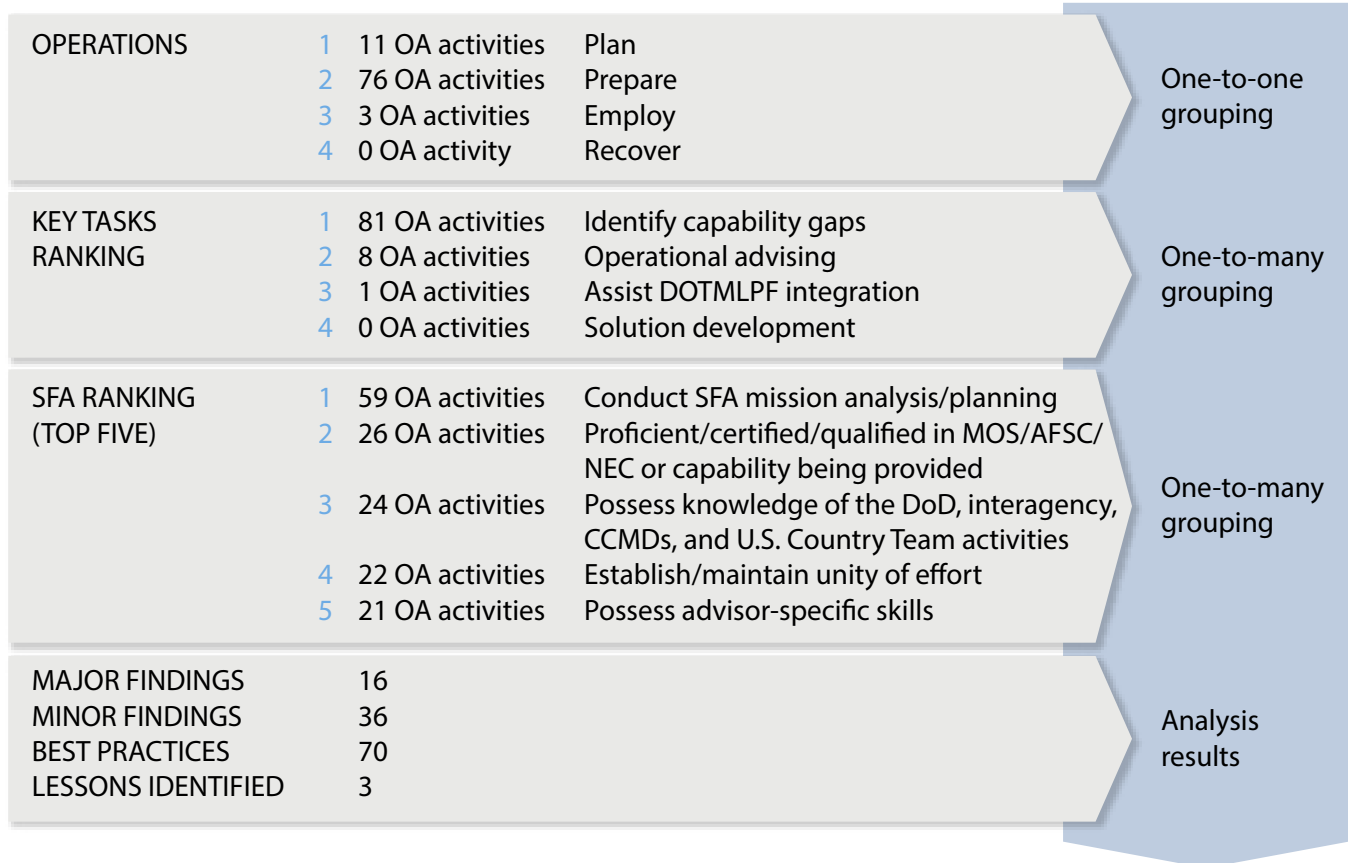 OPERATIONS 1 11 OA activities Plan
2 76 OA activities Prepare
3 3 OA activities Employ
4 0 OA activity Recover
One-to-one
grouping
KEY TASKS 1 81 OA activities Identify capability gaps
RANKING 2 8 OA activities Operational advising
3 1 OA activities Assist DOTMLPF integration
4 0 OA activities Solution development
One-to-many
grouping
SFA RANKING 1 59 OA activities Conduct SFA mission analysis/planning
(TOP FIVE) 2 26 OA activities Proficient/certified/qualified in MOS/AFSC/
NEC or capability being provided
3 24 OA activities Possess knowledge of the DoD, interagency,
CCMDs, and U.S. Country Team activities
4 22 OA activities Establish/maintain unity of effort
5 21 OA activities Possess advisor-specific skills
One-to-many
grouping
MAJOR FINDINGS 16
MINOR FINDINGS 36
BEST PRACTICES 70
LESSONS IDENTIFIED 3
Analysis
results